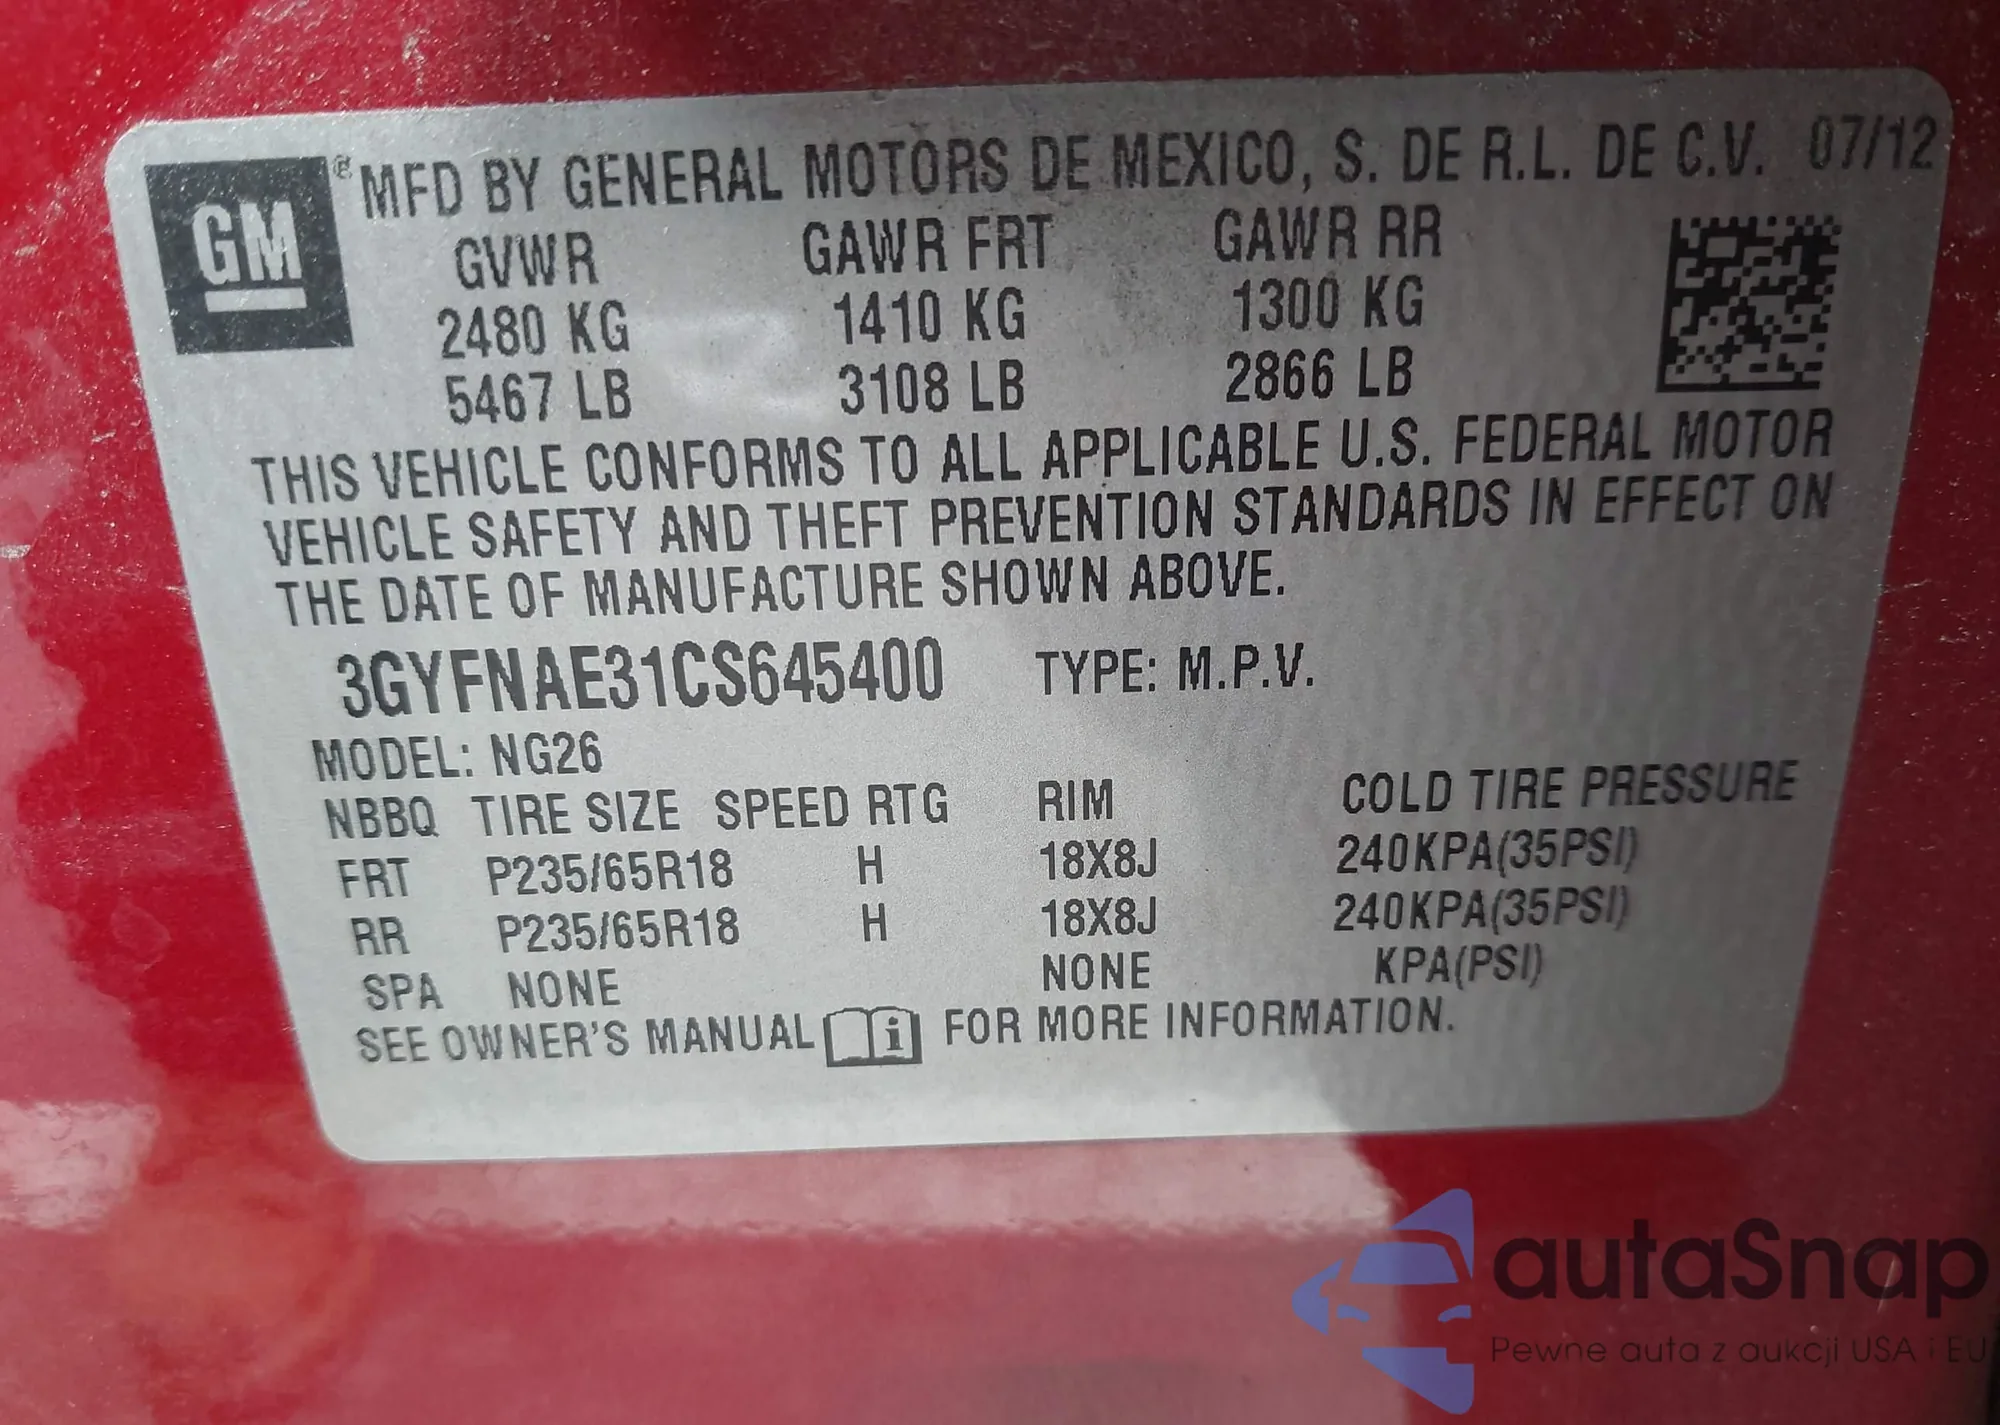 GM ® MFD BY GENERAL MOTORS DE MEXICO, S. DE R.L. DE C.V. 07/12
GVWR GAWR FRT GAWR RR
2480 KG 1410 KG 1300 KG
5467 LB 3108 LB 2866 LB
THIS VEHICLE CONFORMS TO ALL APPLICABLE U.S. FEDERAL MOTOR
VEHICLE SAFETY AND THEFT PREVENTION STANDARDS IN EFFECT ON
THE DATE OF MANUFACTURE SHOWN ABOVE.
3GYFNAE31CS645400 TYPE: M.P.V.
MODEL: NG26
NBBQ TIRE SIZE SPEED RTG RIM COLD TIRE PRESSURE
FRT P235/65R18 H 18X8J 240KPA(35PSI)
RR P235/65R18 H 18X8J 240KPA(35PSI)
SPA NONE NONE KPA(PSI)
SEE OWNER'S MANUAL i FOR MORE INFORMATION.
autaSnap
Pewne auta z aukcji USA i EU